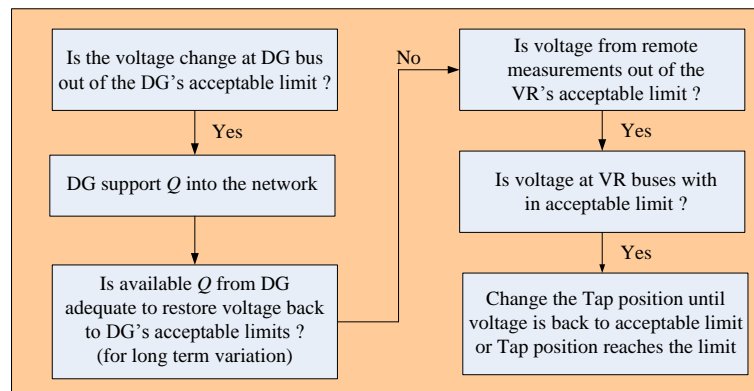 Is the voltage change at DG bus
out of the DG's acceptable limit ?
Yes
DG support Q into the network
Is available Q from DG
adequate to restore voltage back
to DG's acceptable limits ?
(for long term variation)
No
Is voltage from remote
measurements out of the
VR's acceptable limit ?
Yes
Is voltage at VR buses with
in acceptable limit ?
Yes
Change the Tap position until
voltage is back to acceptable limit
or Tap position reaches the limit